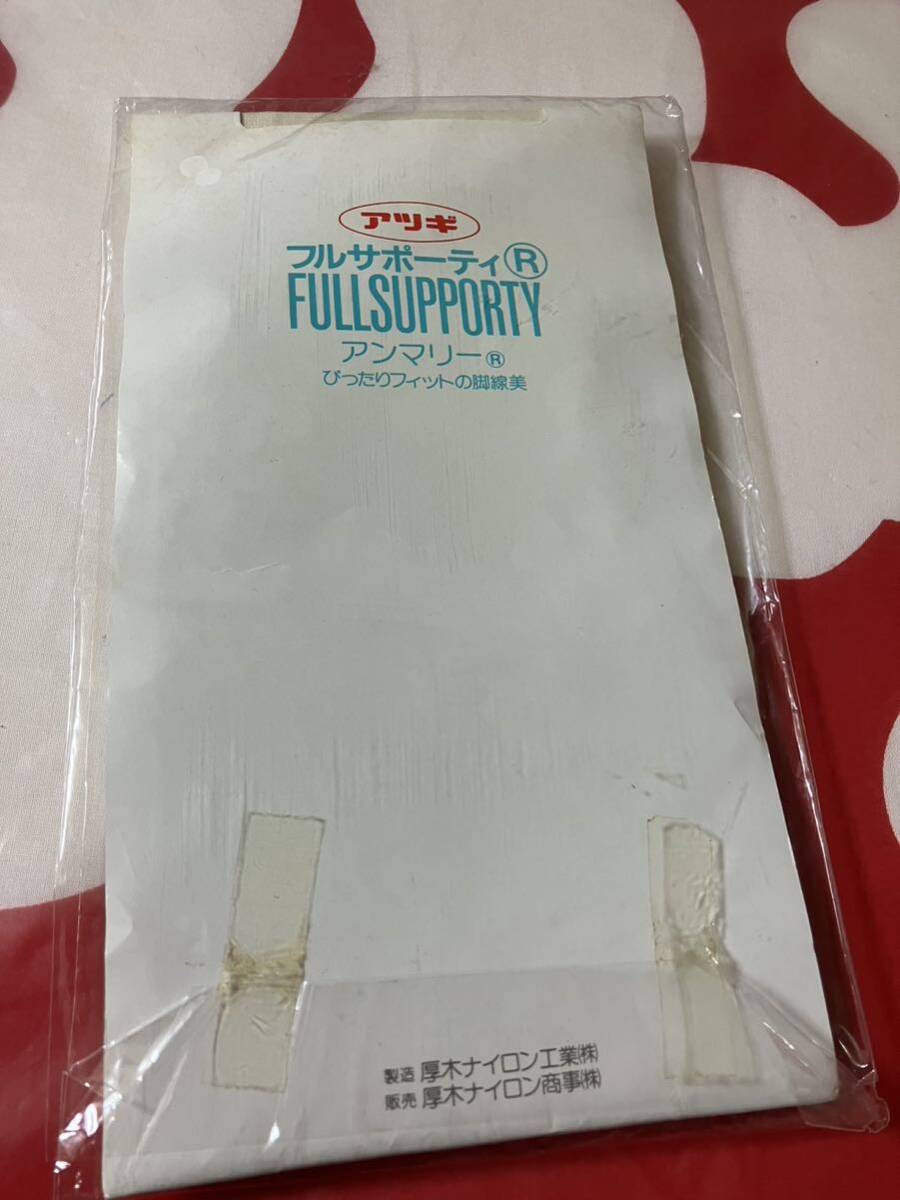 アツギ
フルサポーティⓇ
FULLSUPPORTY
アンマリー®
ぴったりフィットの脚線美
製造 厚木ナイロン工業㈱
販売 厚木ナイロン商事㈱